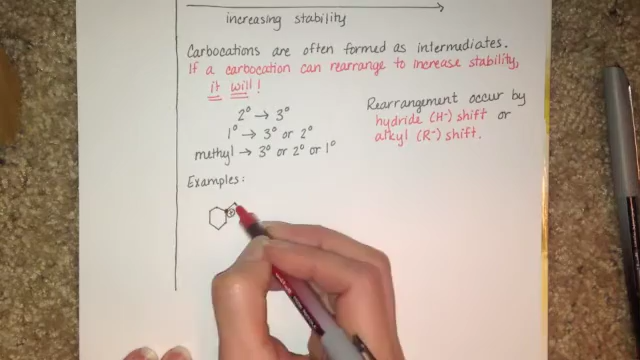 increasing stability
Carbocations are often formed as intermediates.
If a carbocation can rearrange to increase stability,
it will!
2° → 3°
1° → 3° or 2°
methyl → 3° or 2° or 1°
Rearrangement occur by
hydride (H⁻) shift or
alkyl (R⁻) shift.
Examples:
⊕